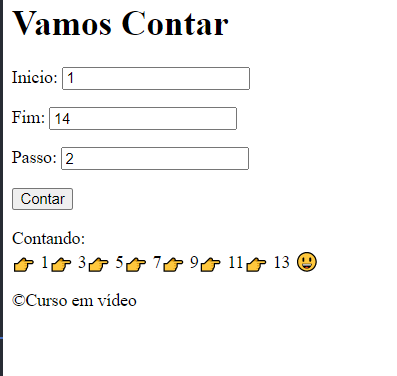 Vamos Contar
Inicio: 1
Fim: 14
Passo: 2
Contar
Contando:
👉 1👉 3👉 5👉 7👉 9👉 11👉 13 😃
©Curso em vídeo